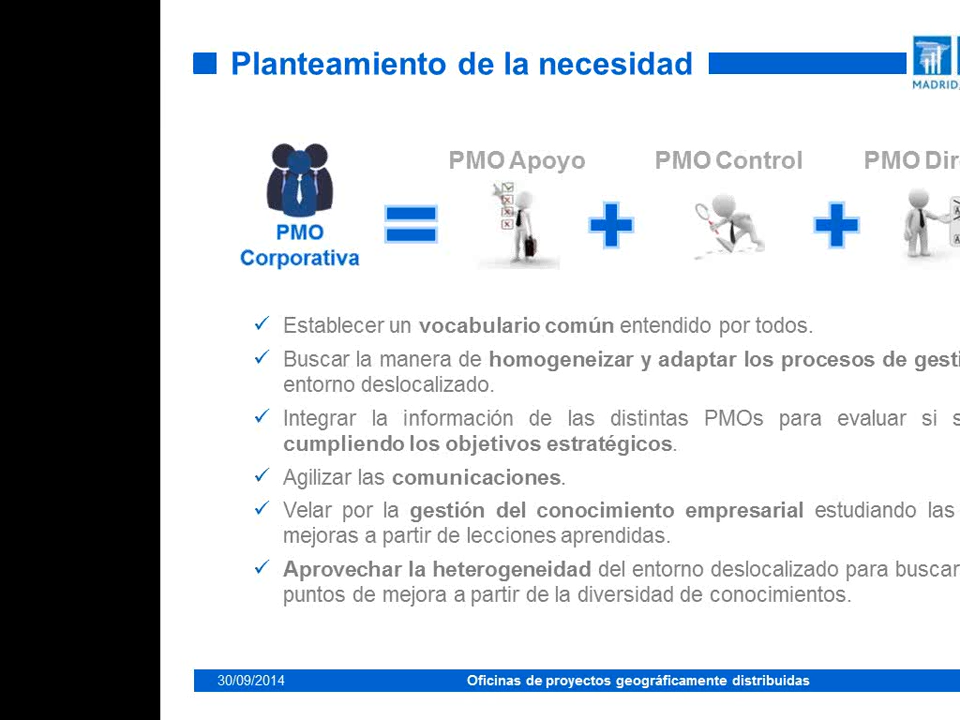 Planteamiento de la necesidad
MADRID
PMO Apoyo
PMO Control
PMO
PMO
Corporativa
Establecer un vocabulario común entendido por todos.
Buscar la manera de homogeneizar y adaptar los procesos de
entorno deslocalizado.
Integrar la información de las distintas PMOs para evaluar si
cumpliendo los objetivos estratégicos.
Agilizar las comunicaciones.
Velar por la gestión del conocimiento empresarial estudiando las
mejoras a partir de lecciones aprendidas.
Aprovechar la heterogeneidad del entorno deslocalizado para buscar
puntos de mejora a partir de la diversidad de conocimientos.
30/09/2014
Oficinas de proyectos geográficamente distribuidas